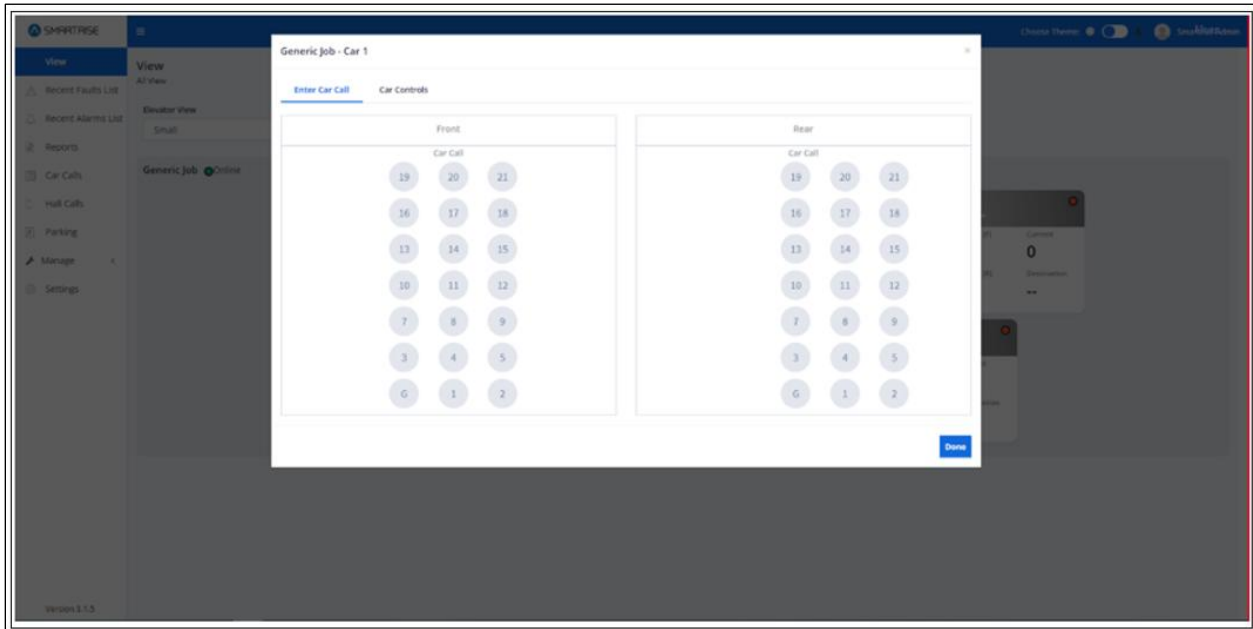 SMARTRISE
Choose Theme:
View
Recent Faults List
Recent Alarms List
Reports
Car Calls
Hall Calls
Parking
Manage
Settings
Version 3.1.5
View
All View
Elevator View
Small
Generic Job Online
Generic Job - Car 1
×
Enter Car Call Car Controls
Front
Car Call
19 20 21
16 17 18
13 14 15
10 11 12
7 8 9
3 4 5
G 1 2
Rear
Car Call
19 20 21
16 17 18
13 14 15
10 11 12
7 8 9
3 4 5
G 1 2
Done
Current
0
Destination
--